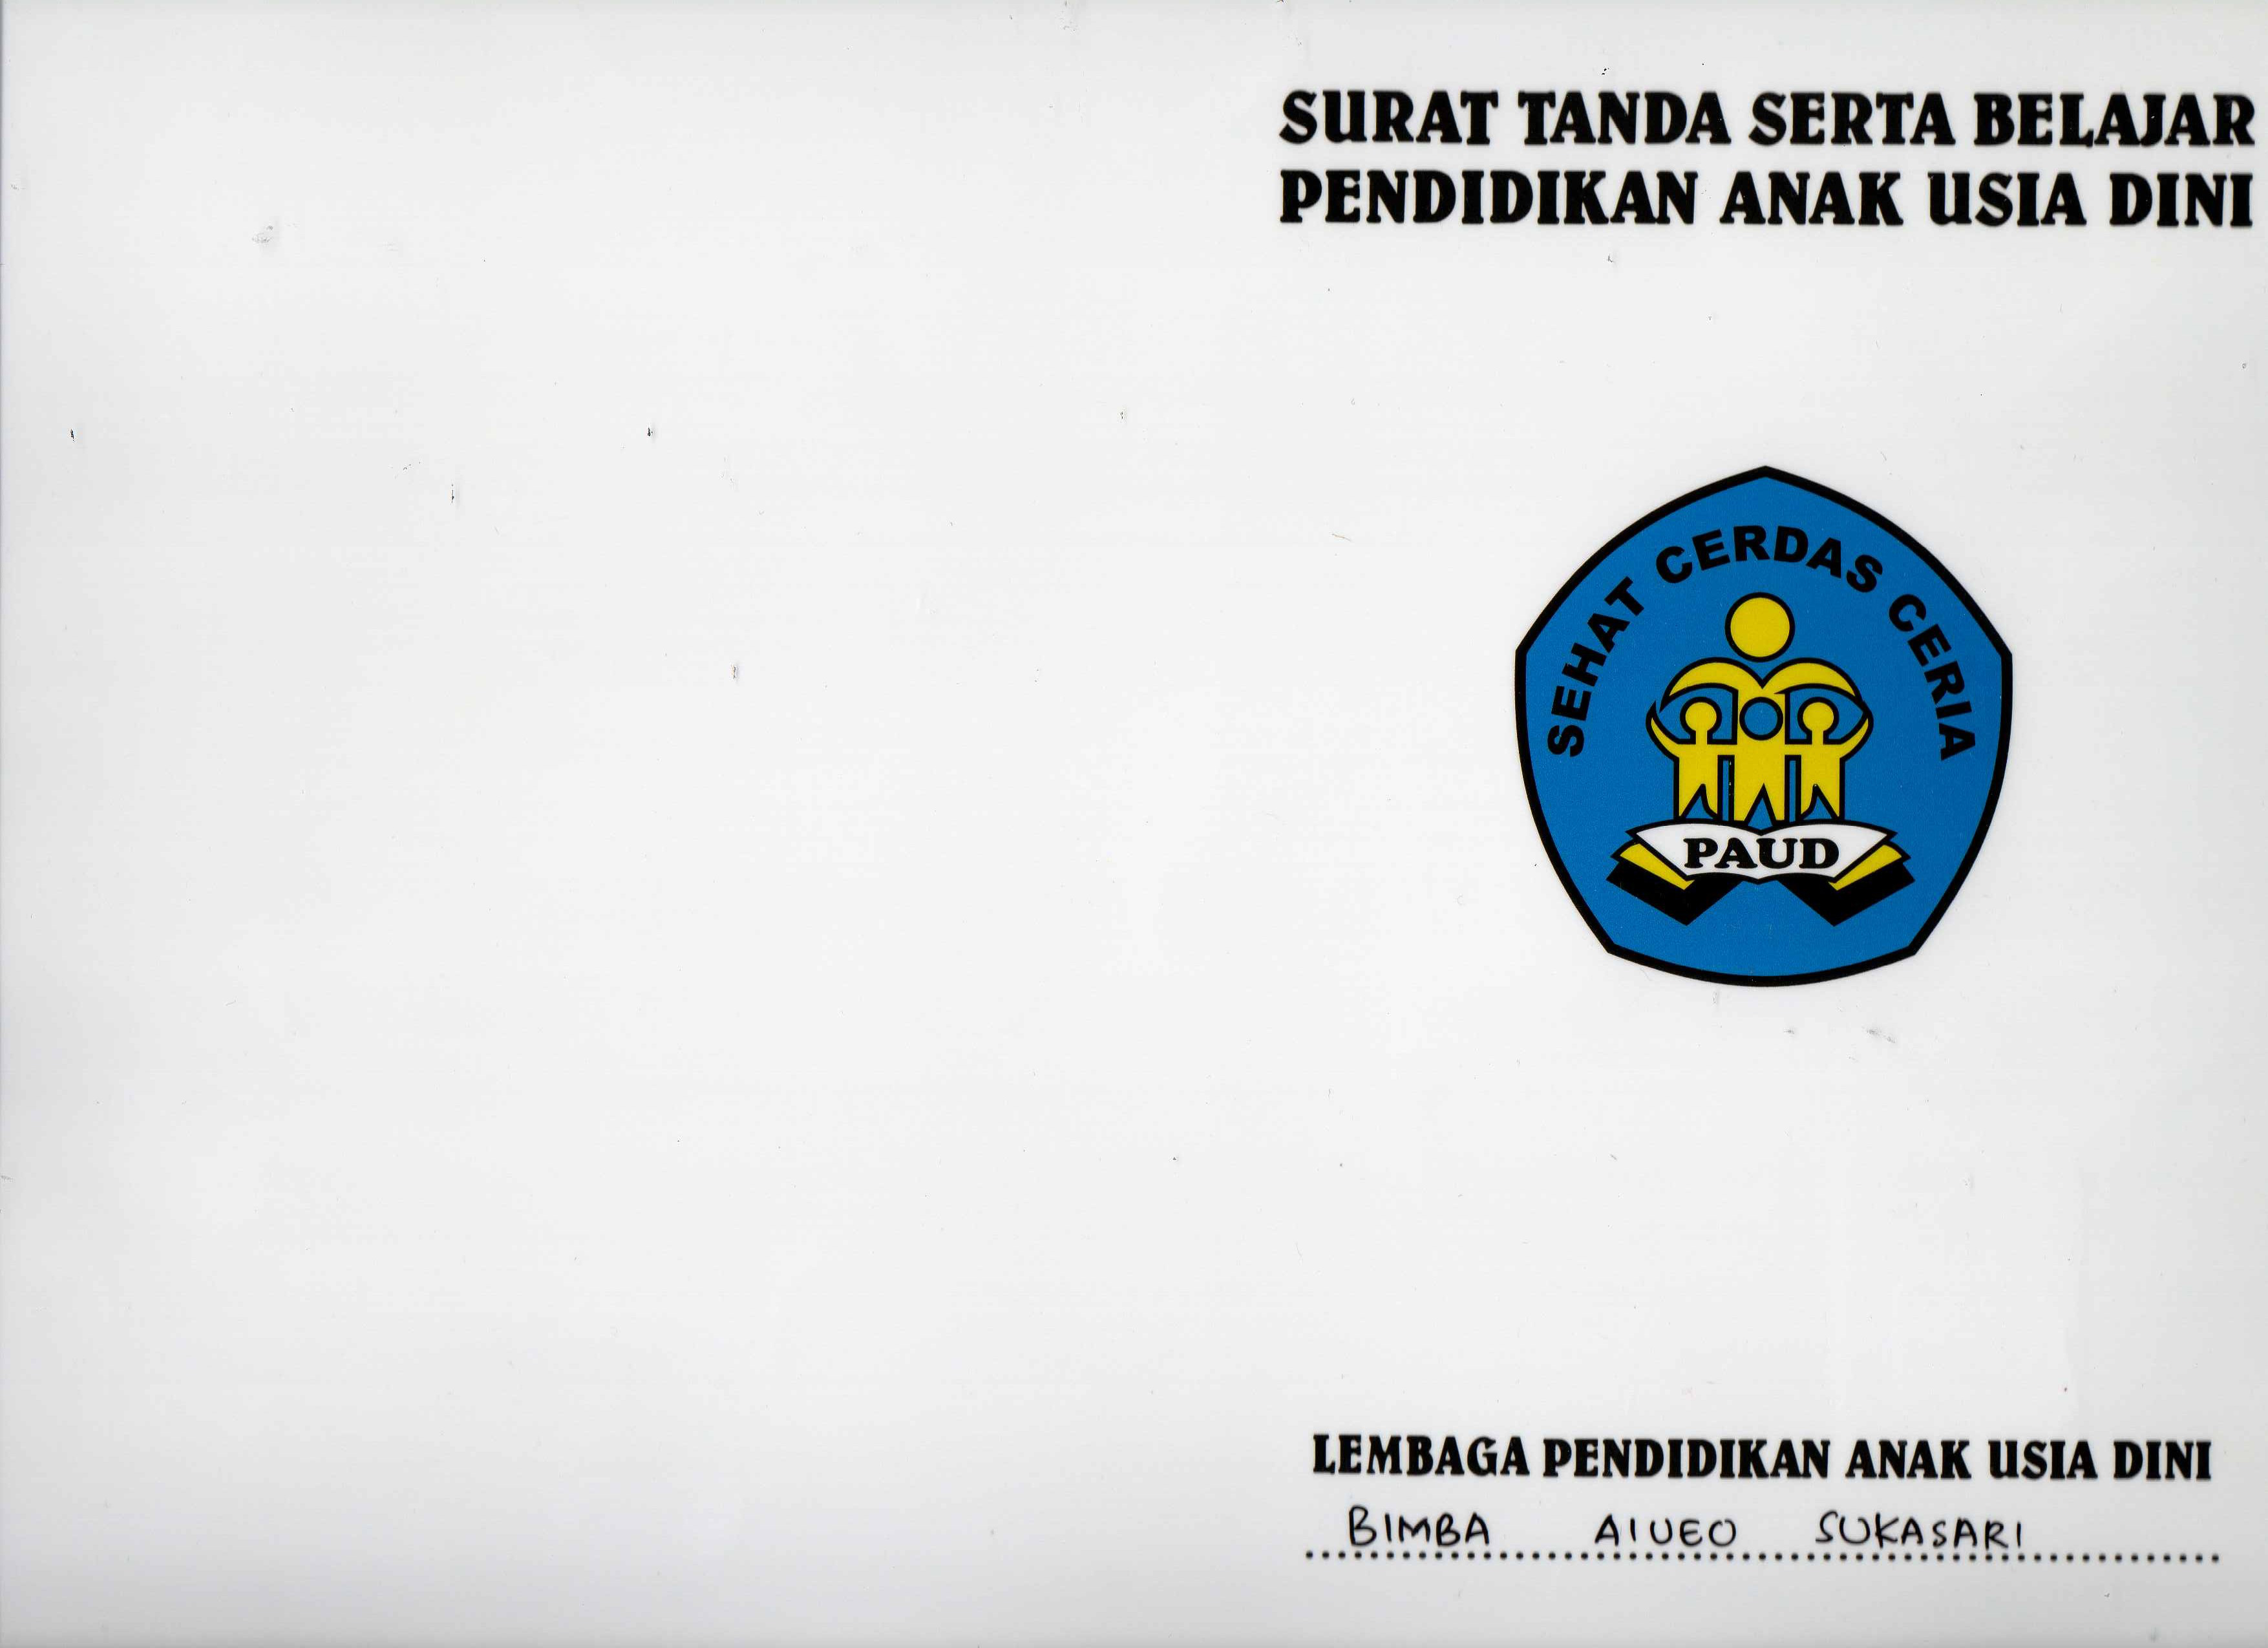 SURAT TANDA SERTA BELAJAR
PENDIDIKAN ANAK USIA DINI
SEHAT CERDAS CERIA
PAUD
LEMBAGA PENDIDIKAN ANAK USIA DINI
BIMBA AIUEO SUKASARI